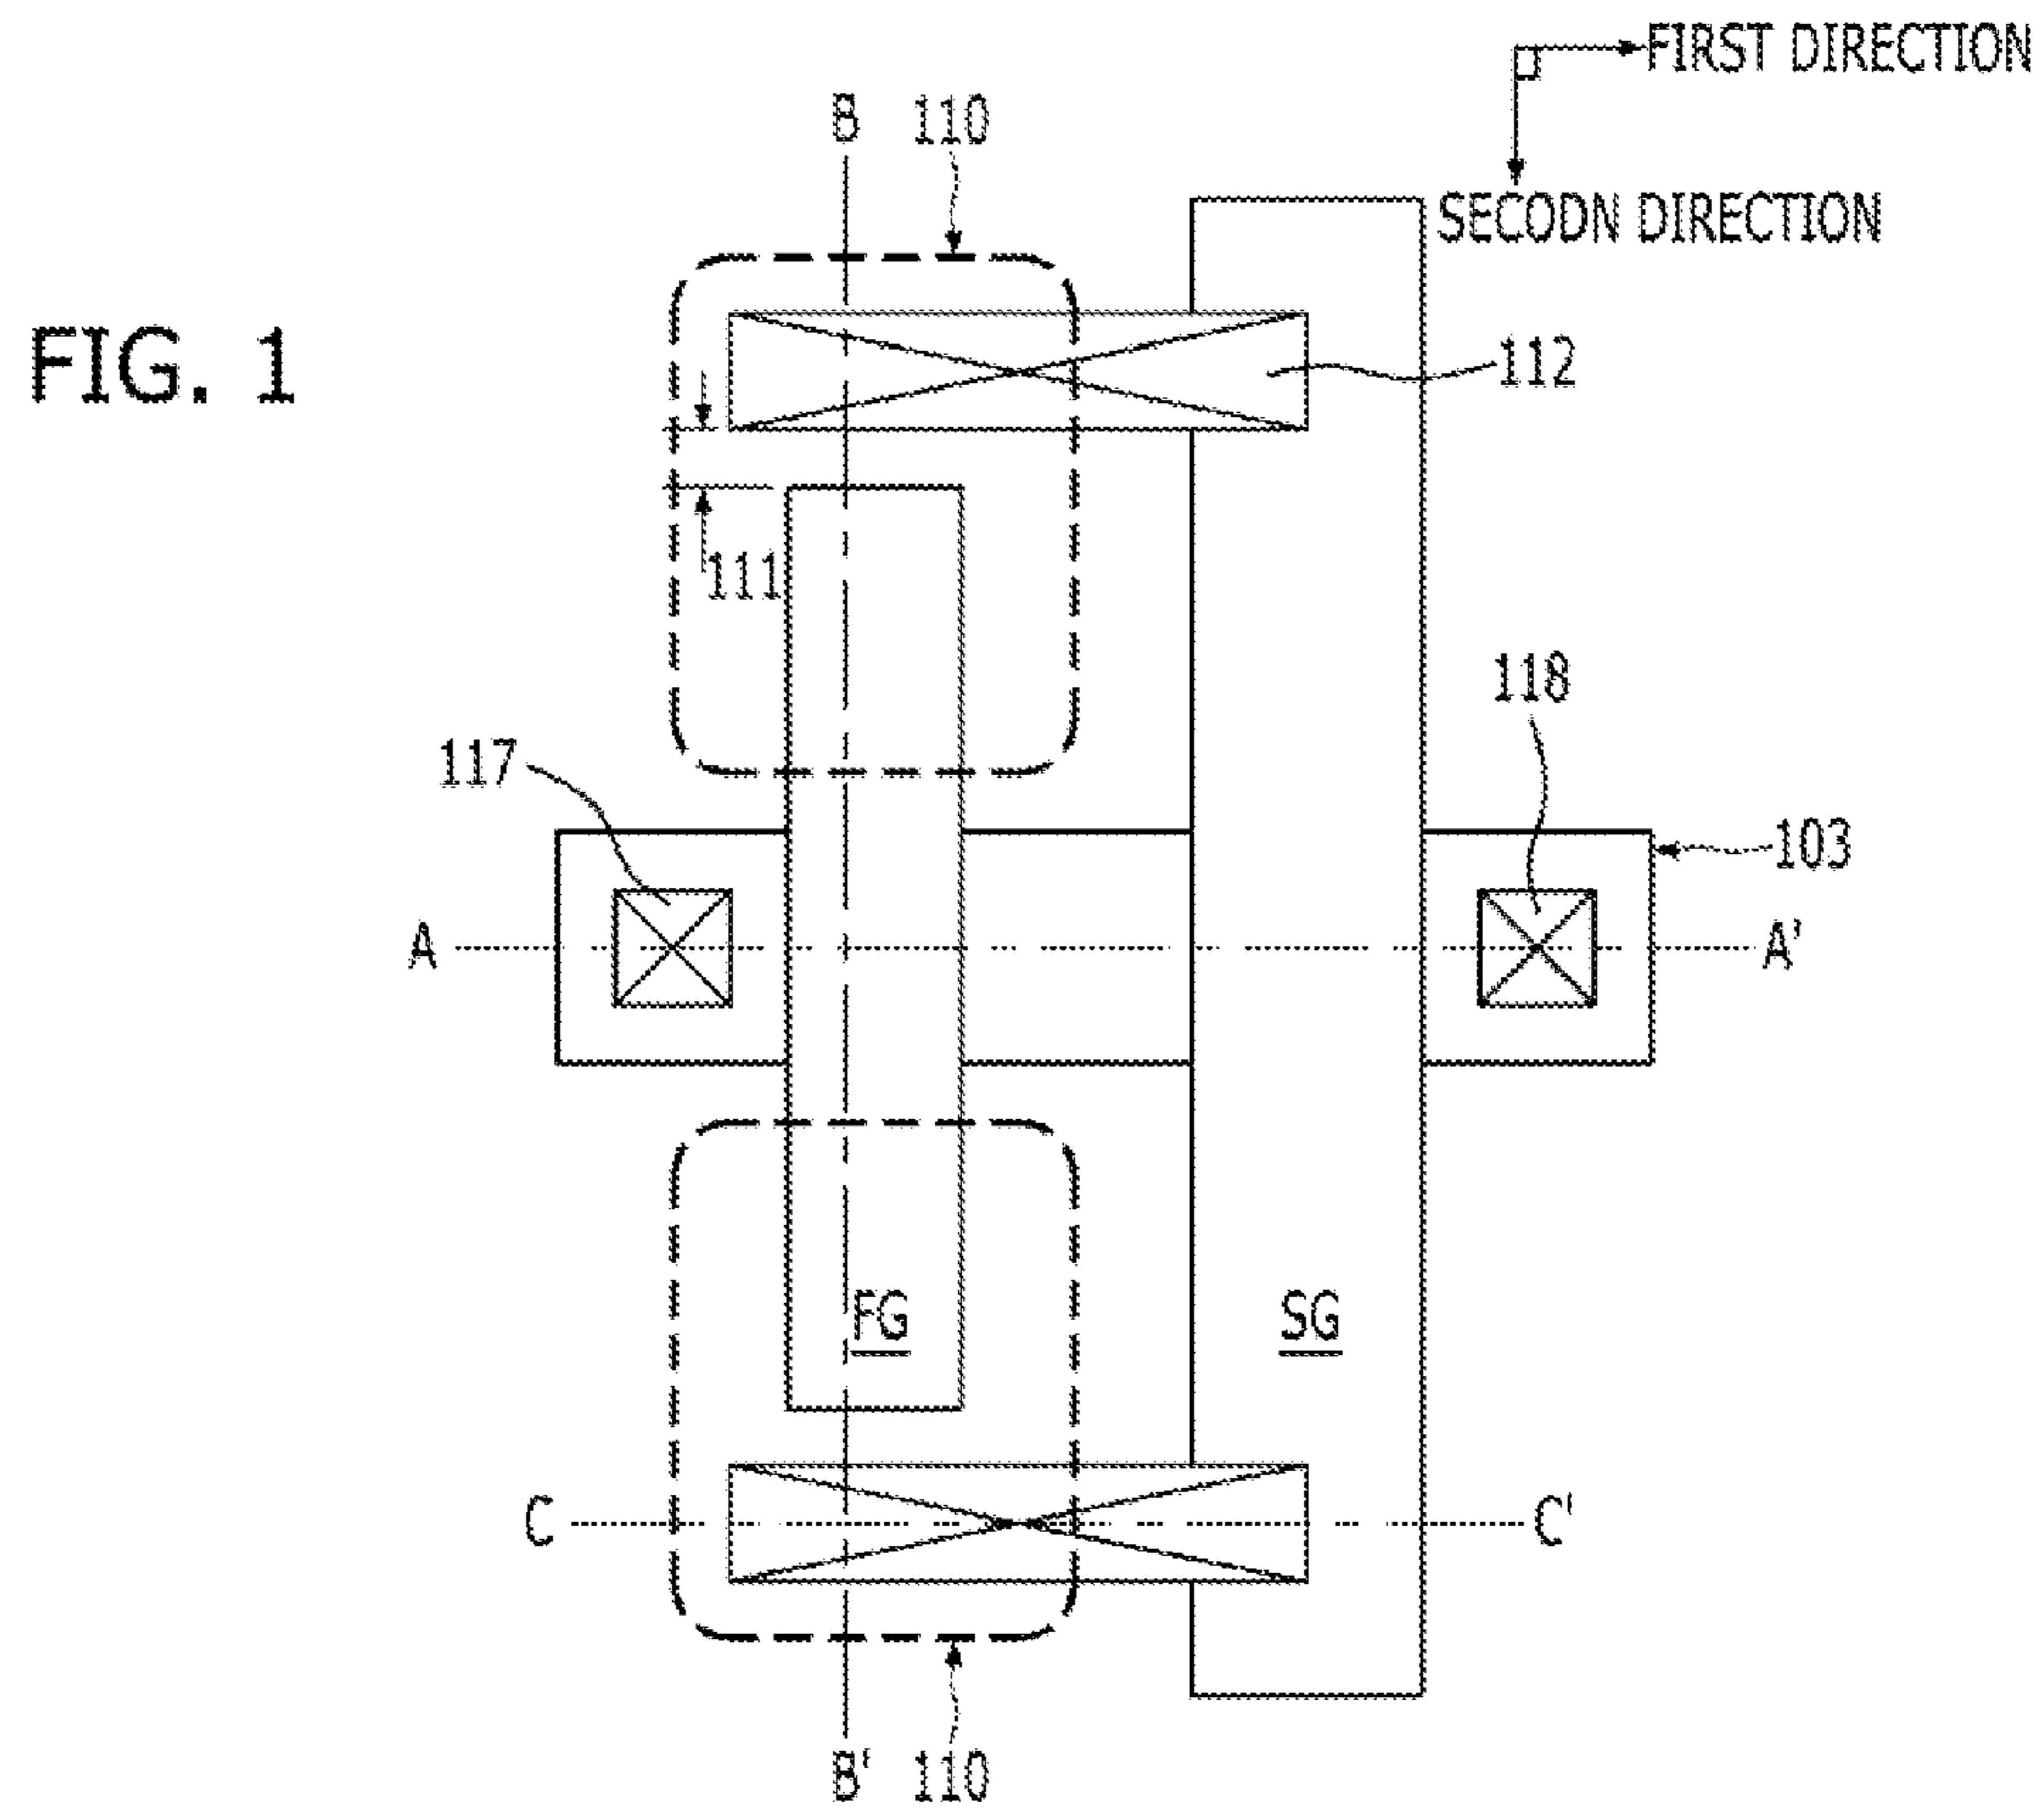 FIRST DIRECTION
B 110
SECODN DIRECTION
FIG. 1
112
111
118
117
103
A A'
FG SG
C C'
B' 110